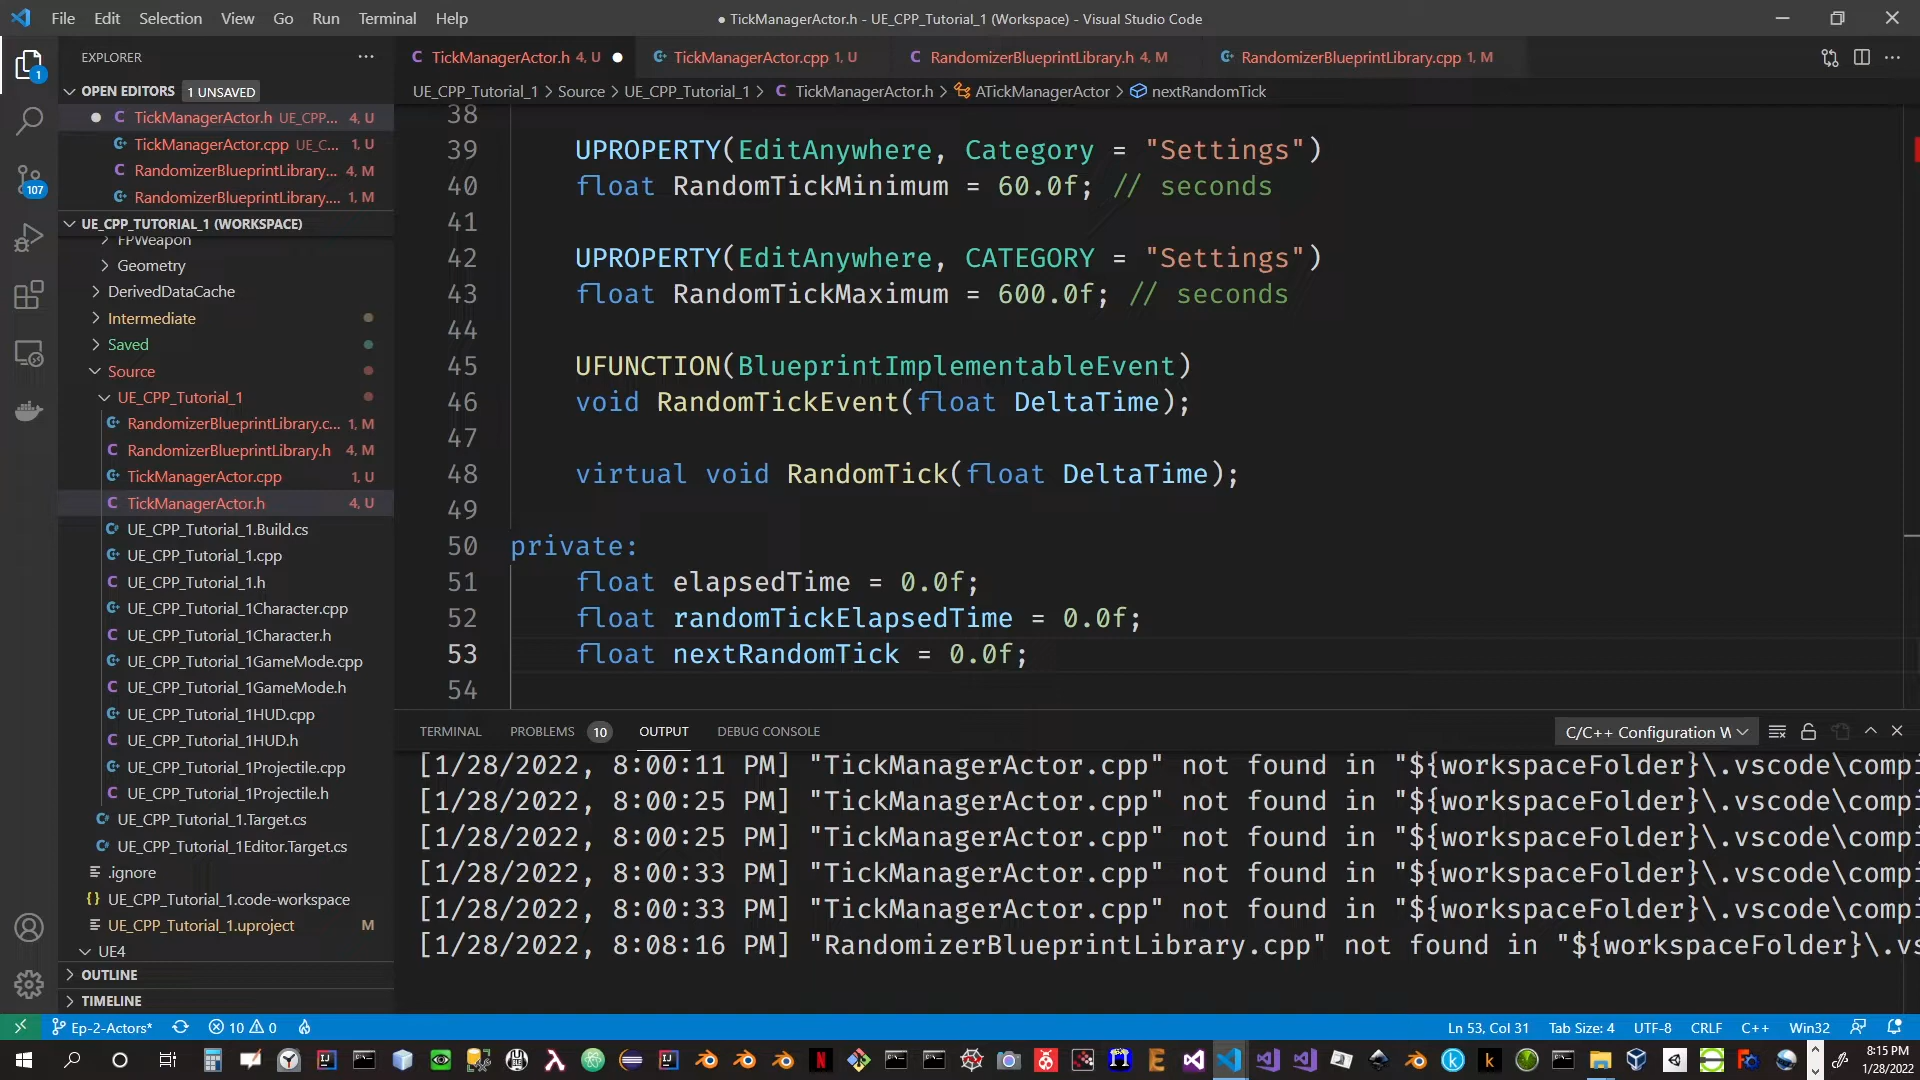 File Edit Selection View Go Run Terminal Help
● TickManagerActor.h - UE_CPP_Tutorial_1 (Workspace) - Visual Studio Code
EXPLORER
OPEN EDITORS 1 UNSAVED
TickManagerActor.h UE_CPP... 4, U
TickManagerActor.cpp UE_C... 1, U
RandomizerBlueprintLibrary... 4, M
RandomizerBlueprintLibrary.... 1, M
UE_CPP_TUTORIAL_1 (WORKSPACE)
FPWeapon
Geometry
DerivedDataCache
Intermediate
Saved
Source
UE_CPP_Tutorial_1
RandomizerBlueprintLibrary.c... 1, M
RandomizerBlueprintLibrary.h 4, M
TickManagerActor.cpp 1, U
TickManagerActor.h 4, U
UE_CPP_Tutorial_1.Build.cs
UE_CPP_Tutorial_1.cpp
UE_CPP_Tutorial_1.h
UE_CPP_Tutorial_1Character.cpp
UE_CPP_Tutorial_1Character.h
UE_CPP_Tutorial_1GameMode.cpp
UE_CPP_Tutorial_1GameMode.h
UE_CPP_Tutorial_1HUD.cpp
UE_CPP_Tutorial_1HUD.h
UE_CPP_Tutorial_1Projectile.cpp
UE_CPP_Tutorial_1Projectile.h
UE_CPP_Tutorial_1.Target.cs
UE_CPP_Tutorial_1Editor.Target.cs
.ignore
UE_CPP_Tutorial_1.code-workspace
UE_CPP_Tutorial_1.uproject M
UE4
OUTLINE
TIMELINE
1
107
TickManagerActor.h 4, U ● TickManagerActor.cpp 1, U RandomizerBlueprintLibrary.h 4, M RandomizerBlueprintLibrary.cpp 1, M
UE_CPP_Tutorial_1 > Source > UE_CPP_Tutorial_1 > C TickManagerActor.h > ATickManagerActor > nextRandomTick
38
39 UPROPERTY(EditAnywhere, Category = "Settings")
40 float RandomTickMinimum = 60.0f; // seconds
41
42 UPROPERTY(EditAnywhere, CATEGORY = "Settings")
43 float RandomTickMaximum = 600.0f; // seconds
44
45 UFUNCTION(BlueprintImplementableEvent)
46 void RandomTickEvent(float DeltaTime);
47
48 virtual void RandomTick(float DeltaTime);
49
50 private:
51 float elapsedTime = 0.0f;
52 float randomTickElapsedTime = 0.0f;
53 float nextRandomTick = 0.0f;
54
TERMINAL PROBLEMS 10 OUTPUT DEBUG CONSOLE C/C++ Configuration W
[1/28/2022, 8:00:11 PM] "TickManagerActor.cpp" not found in "${workspaceFolder}\.vscode\compi
[1/28/2022, 8:00:25 PM] "TickManagerActor.cpp" not found in "${workspaceFolder}\.vscode\compi
[1/28/2022, 8:00:25 PM] "TickManagerActor.cpp" not found in "${workspaceFolder}\.vscode\compi
[1/28/2022, 8:00:33 PM] "TickManagerActor.cpp" not found in "${workspaceFolder}\.vscode\compi
[1/28/2022, 8:00:33 PM] "TickManagerActor.cpp" not found in "${workspaceFolder}\.vscode\compi
[1/28/2022, 8:08:16 PM] "RandomizerBlueprintLibrary.cpp" not found in "${workspaceFolder}\.vs
Ep-2-Actors* 10 0 Ln 53, Col 31 Tab Size: 4 UTF-8 CRLF C++ Win32
8:15 PM
1/28/2022